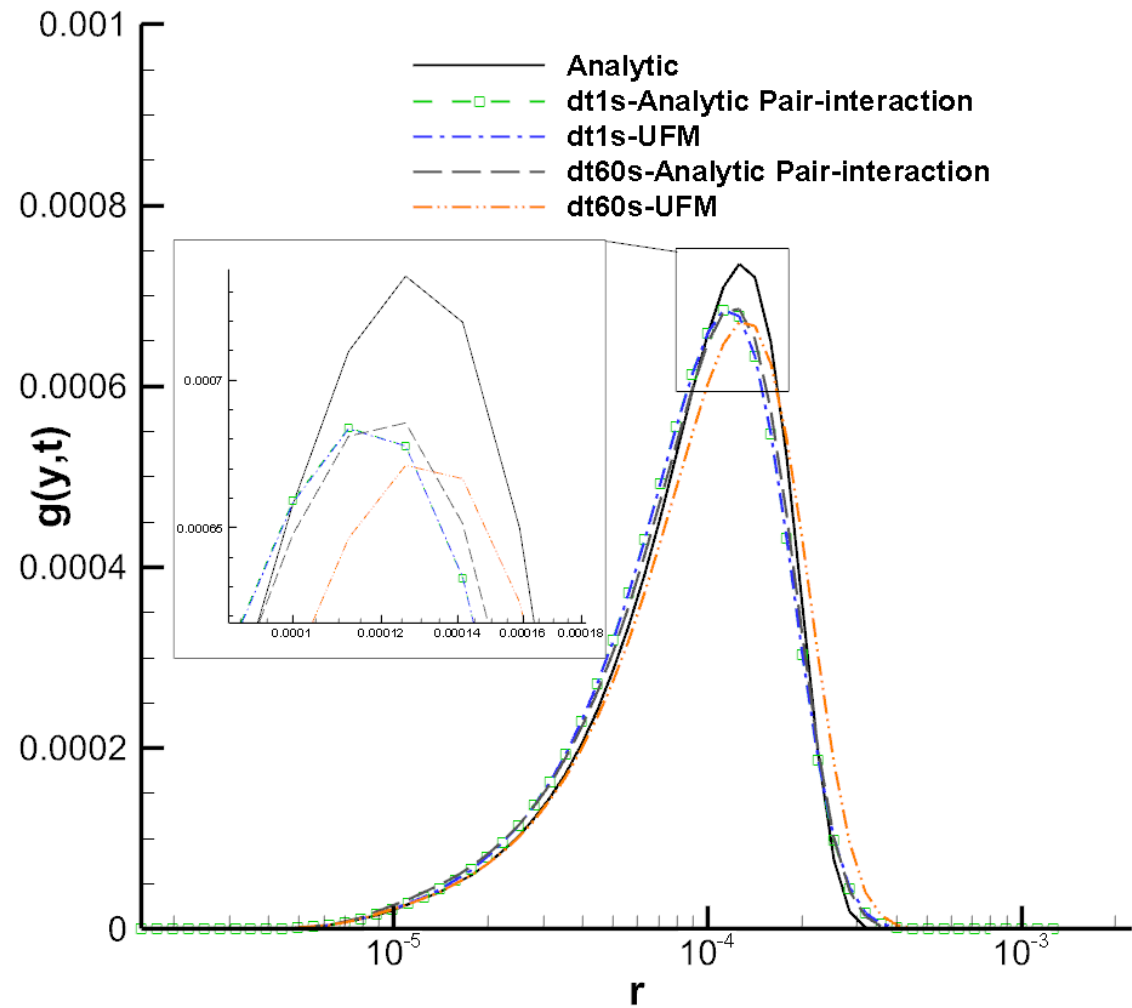 0.001
Analytic
dt1s-Analytic Pair-interaction
dt1s-UFM
dt60s-Analytic Pair-interaction
dt60s-UFM
0.0008
0.0006
0.0004
0.0002
0
g(y,t)
0.0007
0.00065
0.0001 0.00012 0.00014 0.00016 0.00018
10-5 10-4 10-3
r